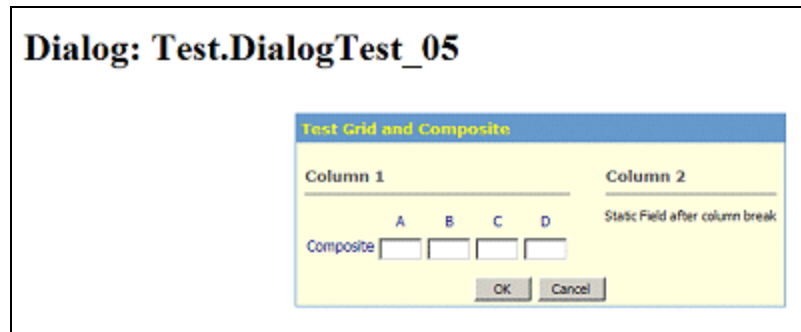 Dialog: Test.DialogTest_05
Test Grid and Composite
Column 1
A B C D
Composite
Column 2
Static Field after column break
OK Cancel